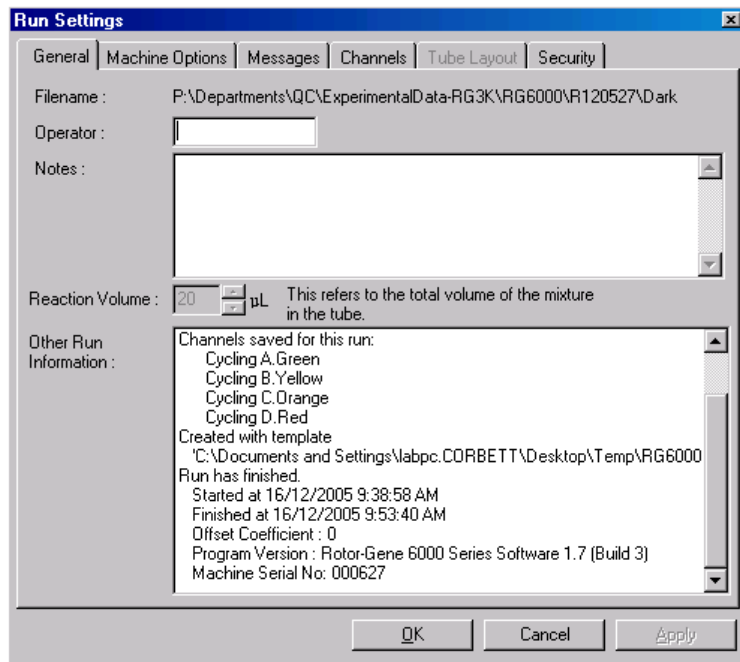 Run Settings
General Machine Options Messages Channels Tube Layout Security
Filename : P:\Departments\QC\ExperimentalData-RG3K\RG6000\R120527\Dark
Operator :
Notes :
Reaction Volume : 20 µL This refers to the total volume of the mixture
in the tube.
Other Run
Information :
Channels saved for this run:
Cycling A.Green
Cycling B.Yellow
Cycling C.Orange
Cycling D.Red
Created with template
'C:\Documents and Settings\labpc.CORBETT\Desktop\Temp\RG6000
Run has finished.
Started at 16/12/2005 9:38:58 AM
Finished at 16/12/2005 9:53:40 AM
Offset Coefficient : 0
Program Version : Rotor-Gene 6000 Series Software 1.7 (Build 3)
Machine Serial No: 000627
OK Cancel Apply